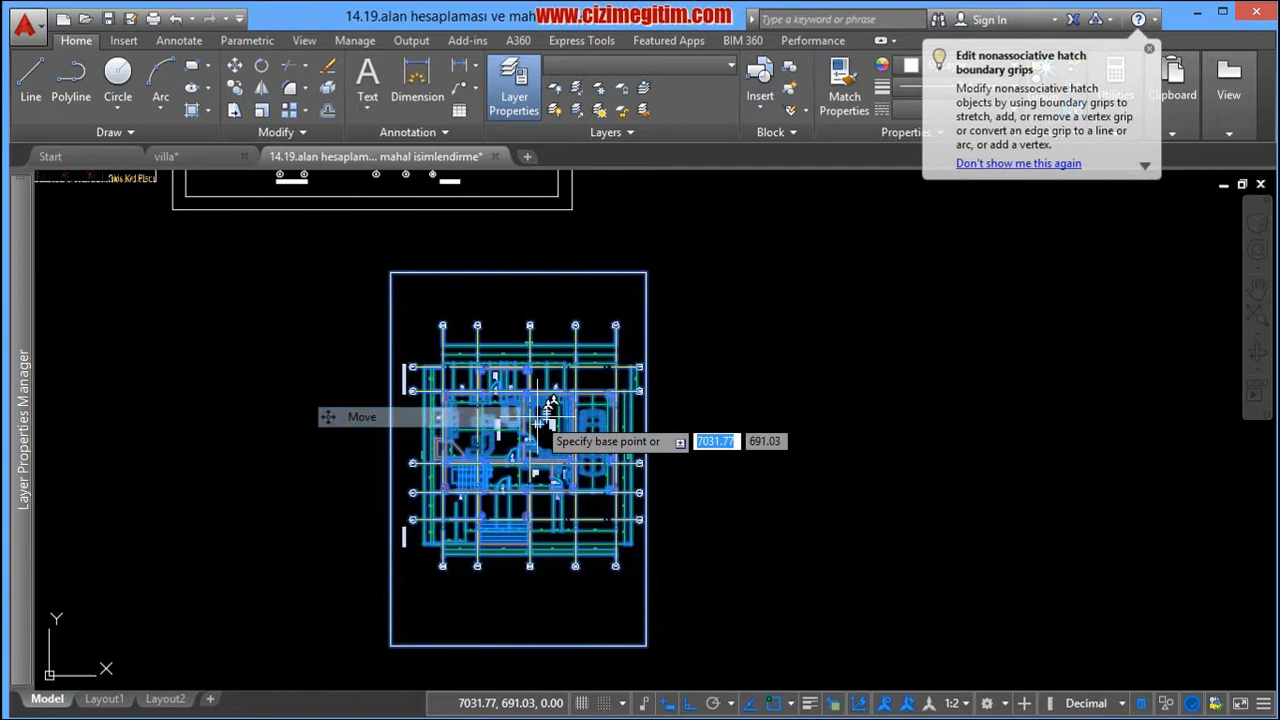 14.19.alan hesaplaması ve mah
www.cizimegitim.com
Type a keyword or phrase
Sign In
Home
Insert
Annotate
Parametric
View
Manage
Output
Add-ins
A360
Express Tools
Featured Apps
BIM 360
Performance
Line
Polyline
Circle
Arc
Text
Dimension
Layer
Properties
Insert
Match
Properties
Clipboard
View
Draw
Modify
Annotation
Layers
Block
Properties
Edit nonassociative hatch
boundary grips
Modify nonassociative hatch
objects by using boundary grips to
stretch, add, or remove a vertex grip
or convert an edge grip to a line or
arc, or add a vertex.
Don't show me this again
Start
villa*
14.19.alan hesaplam... mahal isimlendirme*
Move
Specify base point or
7031.77
691.03
Layer Properties Manager
Y
X
Model
Layout1
Layout2
7031.77, 691.03, 0.00
1:2
Decimal